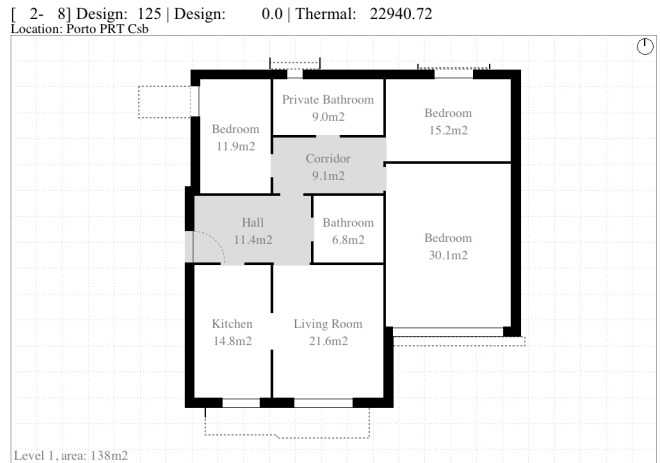 [ 2- 8] Design: 125 | Design: 0.0 | Thermal: 22940.72
Location: Porto PRT Csb
Private Bathroom
9.0m2
Bedroom
15.2m2
Bedroom
11.9m2
Corridor
9.1m2
Hall
11.4m2
Bathroom
6.8m2
Bedroom
30.1m2
Kitchen
14.8m2
Living Room
21.6m2
Level 1, area: 138m2